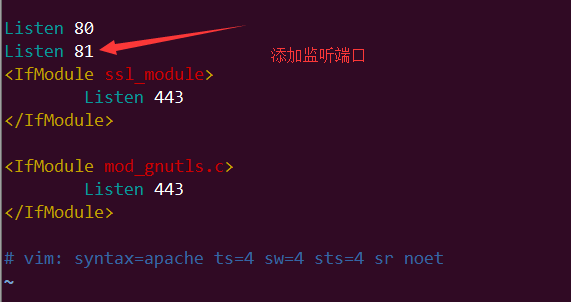 Listen 80
Listen 81
添加监听端口
<IfModule ssl_module>
        Listen 443
</IfModule>
<IfModule mod_gnutls.c>
        Listen 443
</IfModule>
# vim: syntax=apache ts=4 sw=4 sts=4 sr noet
~